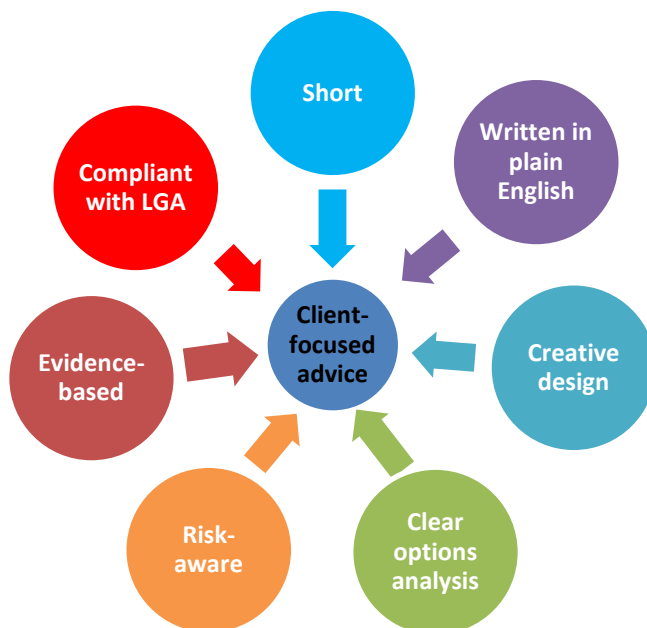 Short
Written in
plain
English
Creative
design
Clear
options
analysis
Risk-
aware
Evidence-
based
Compliant
with LGA
Client-
focused
advice